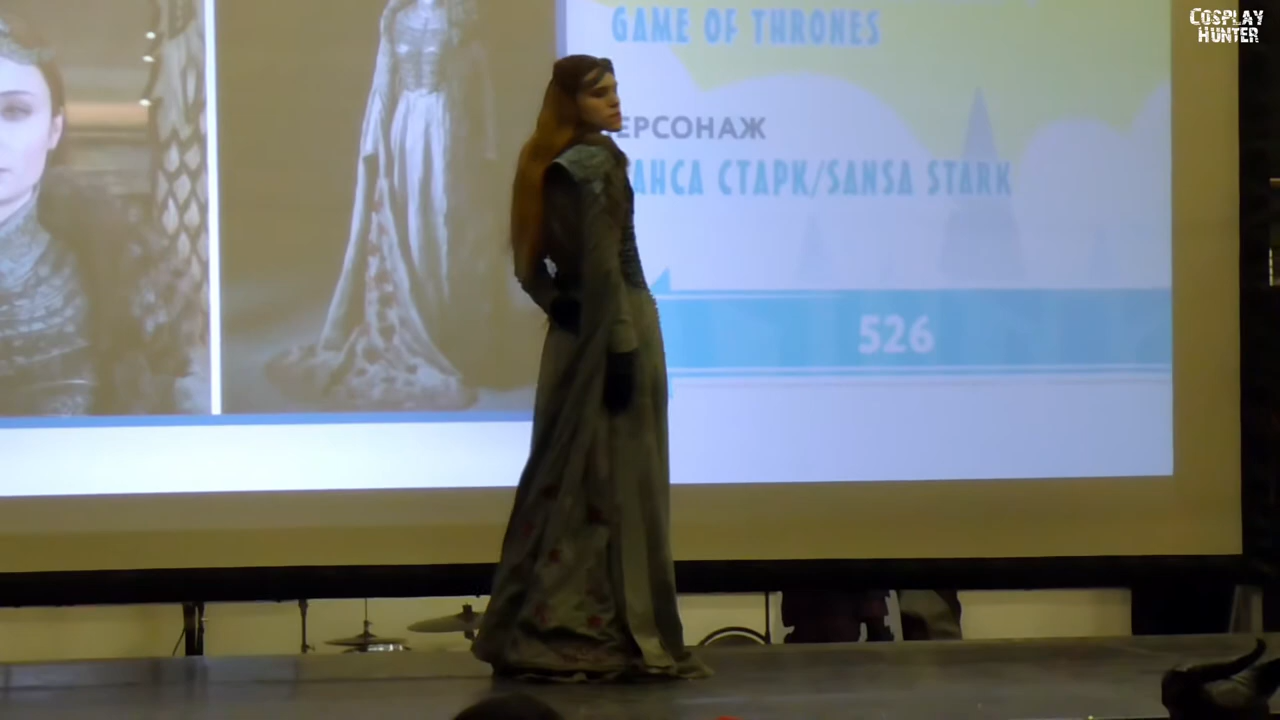 COSPLAY
HUNTER
GAME OF THRONES
ЕРСОНАЖ
АНСА СТАРК/SANSA STARK
526